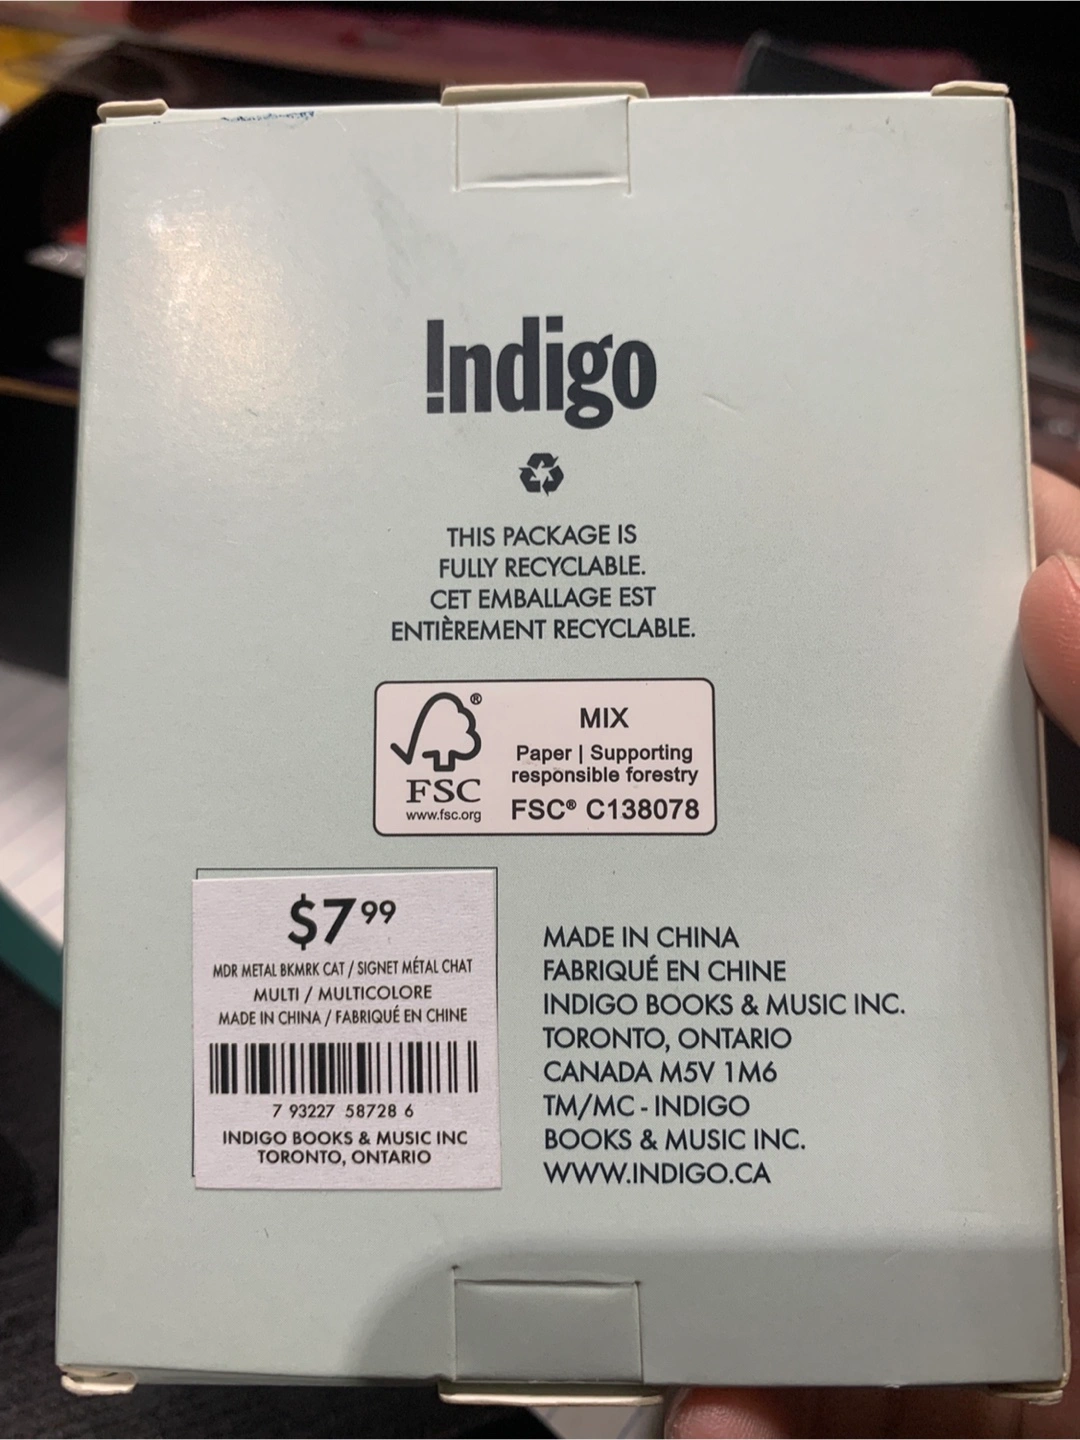 Indigo
THIS PACKAGE IS
FULLY RECYCLABLE.
CET EMBALLAGE EST
ENTIÈREMENT RECYCLABLE.
®
FSC
www.fsc.org
MIX
Paper | Supporting
responsible forestry
FSC® C138078
$7 99
MDR METAL BKMRK CAT / SIGNET MÉTAL CHAT
MULTI / MULTICOLORE
MADE IN CHINA / FABRIQUÉ EN CHINE
7 93227 58728 6
INDIGO BOOKS & MUSIC INC
TORONTO, ONTARIO
MADE IN CHINA
FABRIQUÉ EN CHINE
INDIGO BOOKS & MUSIC INC.
TORONTO, ONTARIO
CANADA M5V 1M6
TM/MC - INDIGO
BOOKS & MUSIC INC.
WWW.INDIGO.CA